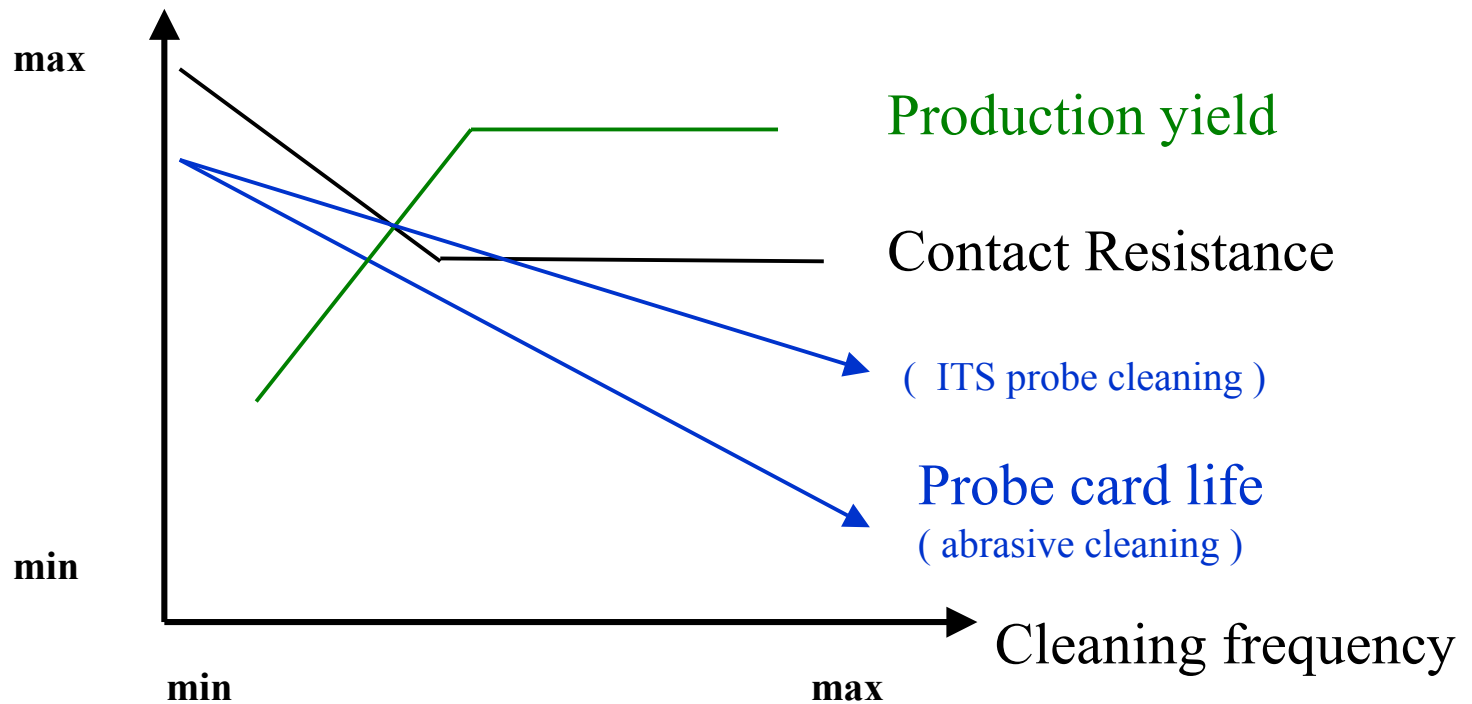 max
Production yield
Contact Resistance
( ITS probe cleaning )
Probe card life
( abrasive cleaning )
min
Cleaning frequency
min
max